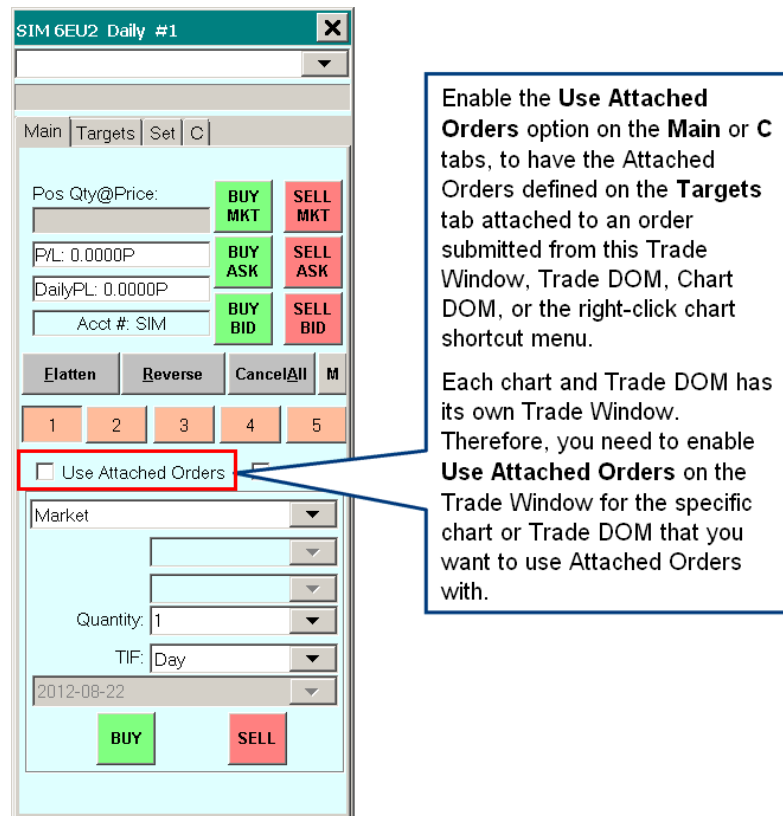 SIM 6EU2 Daily #1
Main Targets Set C
Pos Qty@Price:
BUY MKT
SELL MKT
P/L: 0.0000P
BUY ASK
SELL ASK
DailyPL: 0.0000P
Acct #: SIM
BUY BID
SELL BID
Flatten Reverse CancelAll M
1 2 3 4 5
Use Attached Orders
Market
Quantity: 1
TIF: Day
2012-08-22
BUY SELL
Enable the Use Attached
Orders option on the Main or C
tabs, to have the Attached
Orders defined on the Targets
tab attached to an order
submitted from this Trade
Window, Trade DOM, Chart
DOM, or the right-click chart
shortcut menu.
Each chart and Trade DOM has
its own Trade Window.
Therefore, you need to enable
Use Attached Orders on the
Trade Window for the specific
chart or Trade DOM that you
want to use Attached Orders
with.